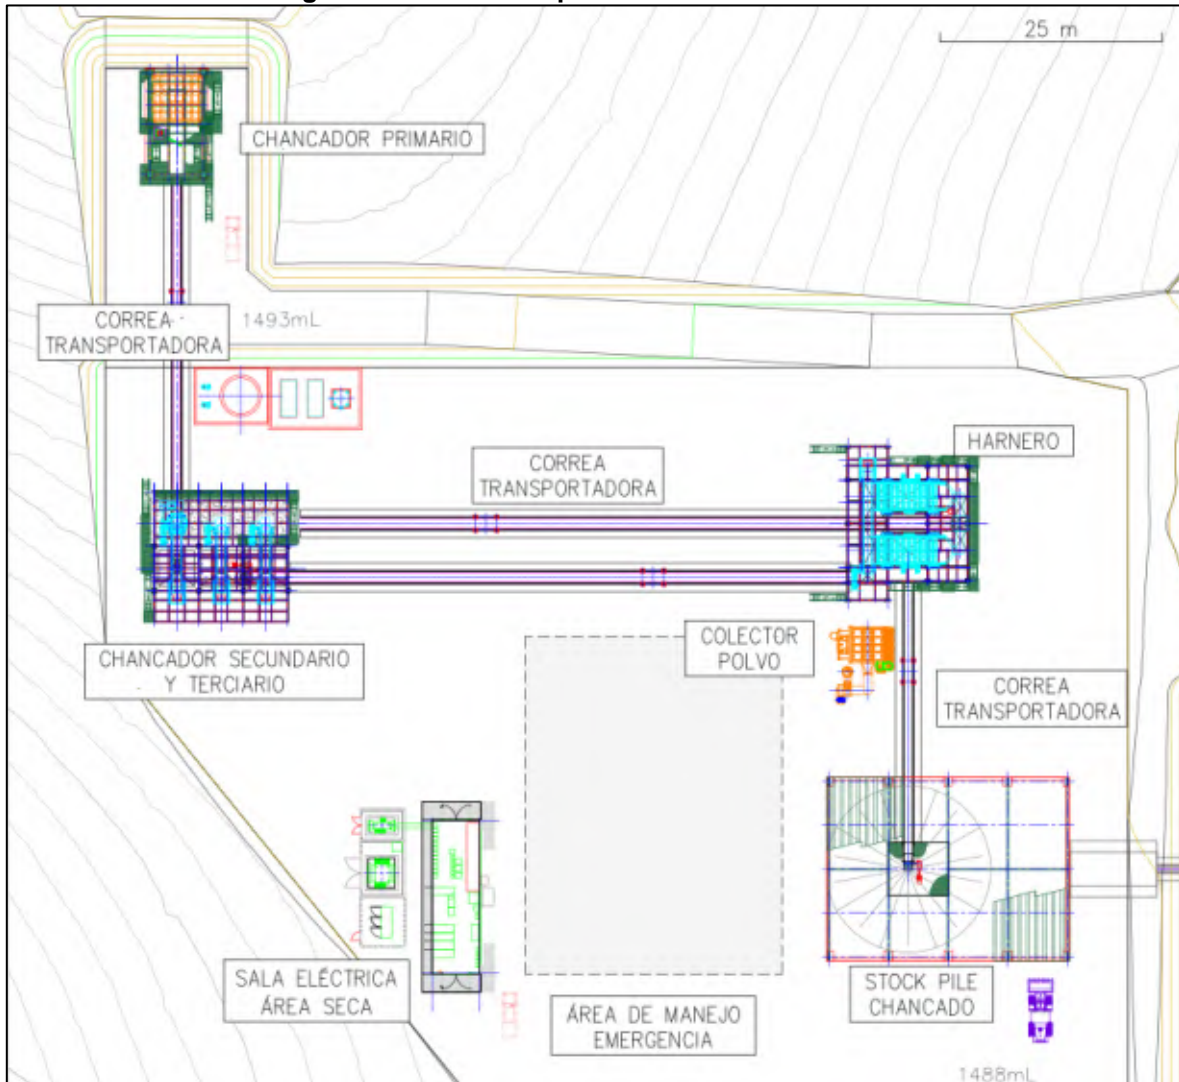 25 m
CHANCADOR PRIMARIO
CORREA
TRANSPORTADORA
1493mL
HARNERO
CORREA
TRANSPORTADORA
COLECTOR
POLVO
CHANCADOR SECUNDARIO
Y TERCIARIO
CORREA
TRANSPORTADORA
SALA ELÉCTRICA
ÁREA SECA
STOCK PILE
CHANCADO
ÁREA DE MANEJO
EMERGENCIA
1488mL